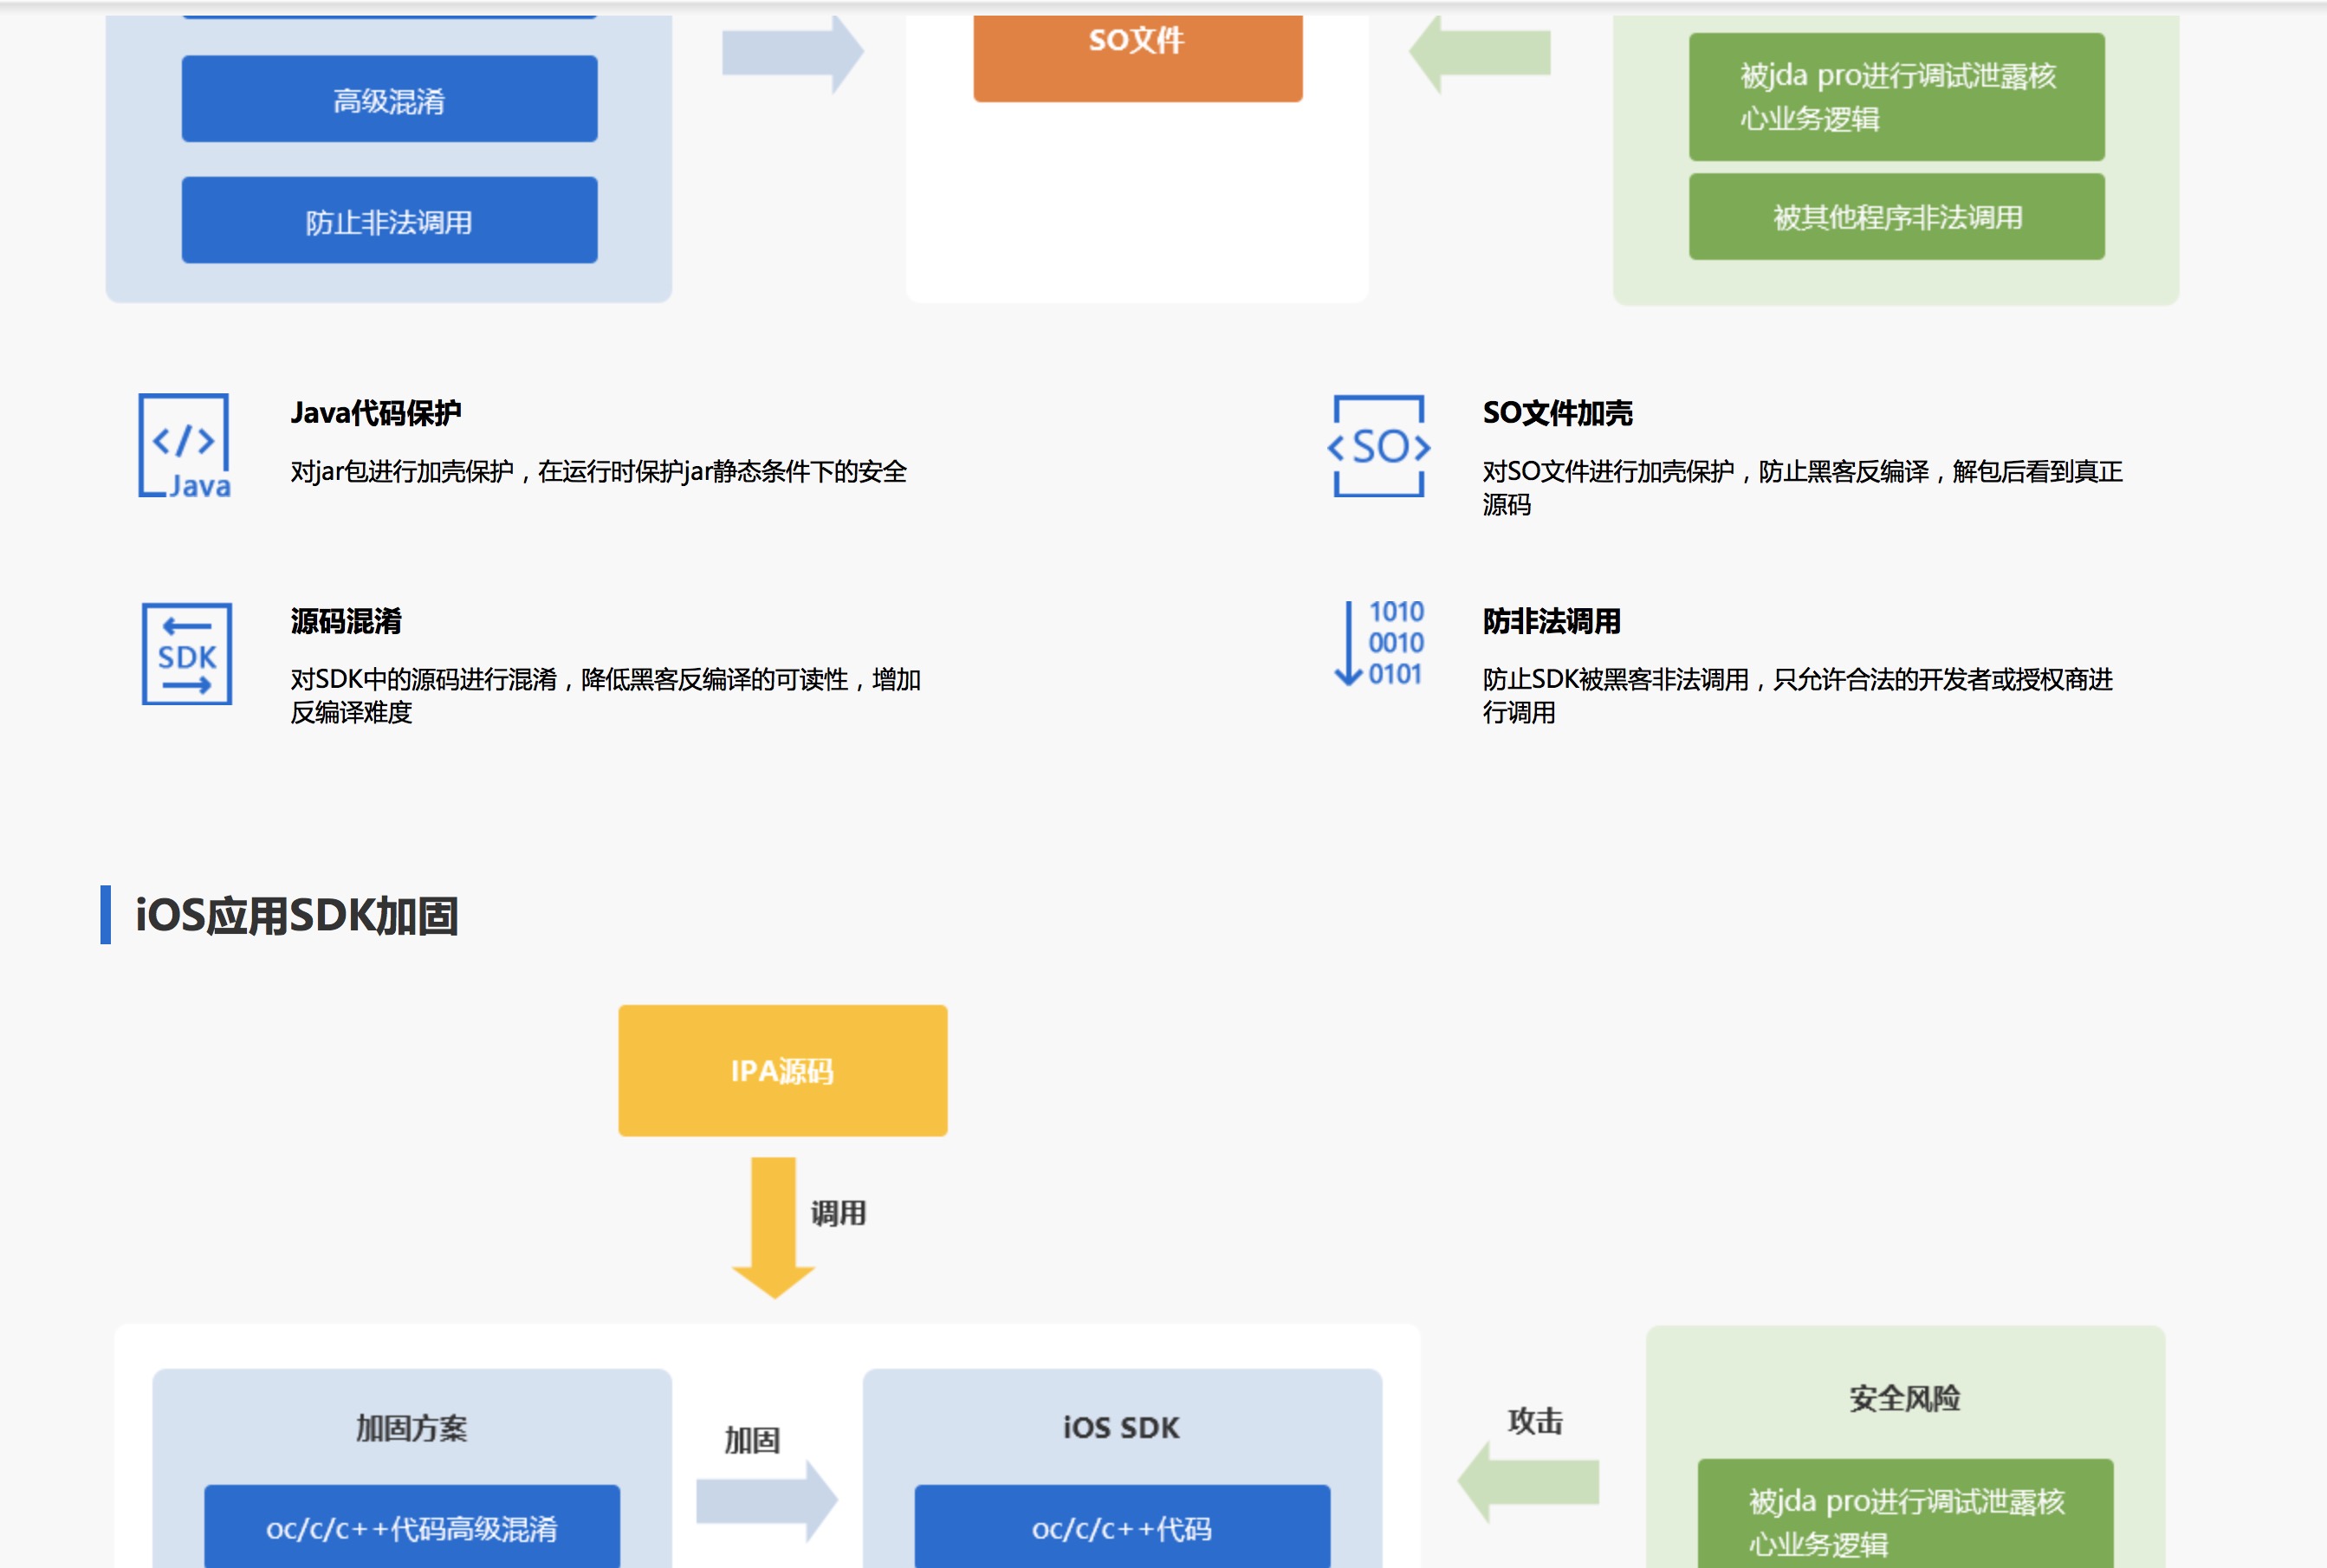 SO文件
高级混淆
防止非法调用
被jda pro进行调试泄露核
心业务逻辑
被其他程序非法调用
</>
Java
Java代码保护
对jar包进行加壳保护，在运行时保护jar静态条件下的安全
<SO>
SO文件加壳
对SO文件进行加壳保护，防止黑客反编译，解包后看到真正
源码
SDK
源码混淆
对SDK中的源码进行混淆，降低黑客反编译的可读性，增加
反编译难度
1010
0010
0101
防非法调用
防止SDK被黑客非法调用，只允许合法的开发者或授权商进
行调用
iOS应用SDK加固
IPA源码
调用
加固方案
oc/c/c++代码高级混淆
加固
iOS SDK
oc/c/c++代码
攻击
安全风险
被jda pro进行调试泄露核
心业务逻辑